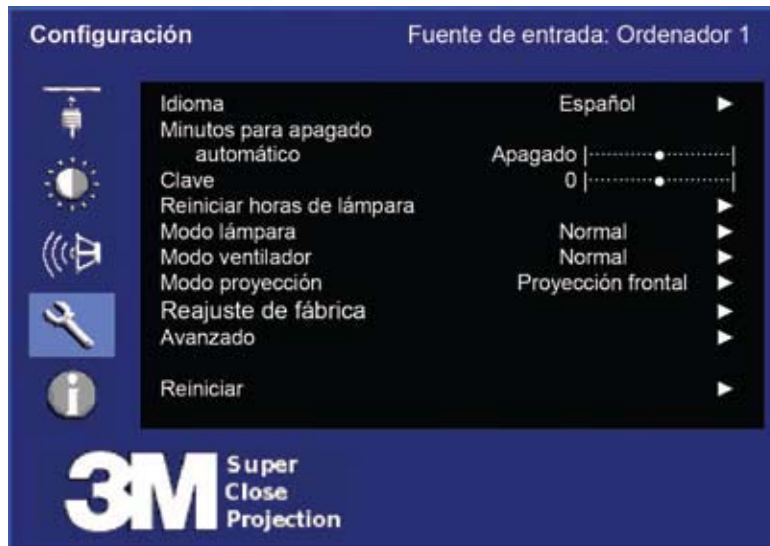 Configuración Fuente de entrada: Ordenador 1
Idioma Español
Minutos para apagado
automático Apagado
Clave 0
Reiniciar horas de lámpara
Modo lámpara Normal
Modo ventilador Normal
Modo proyección Proyección frontal
Reajuste de fábrica
Avanzado
Reiniciar
3M Super
Close
Projection